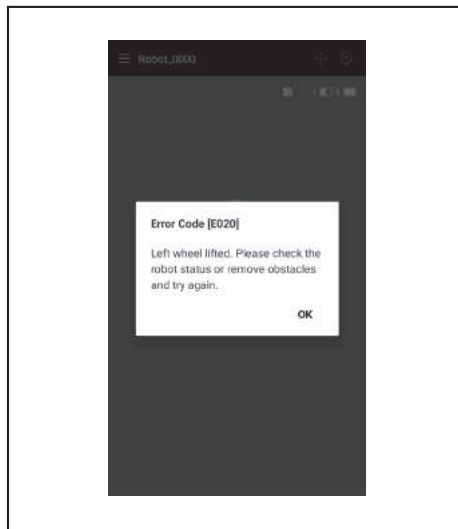 Robot_0000
Error Code [E020]
Left wheel lifted. Please check the
robot status or remove obstacles
and try again.
OK